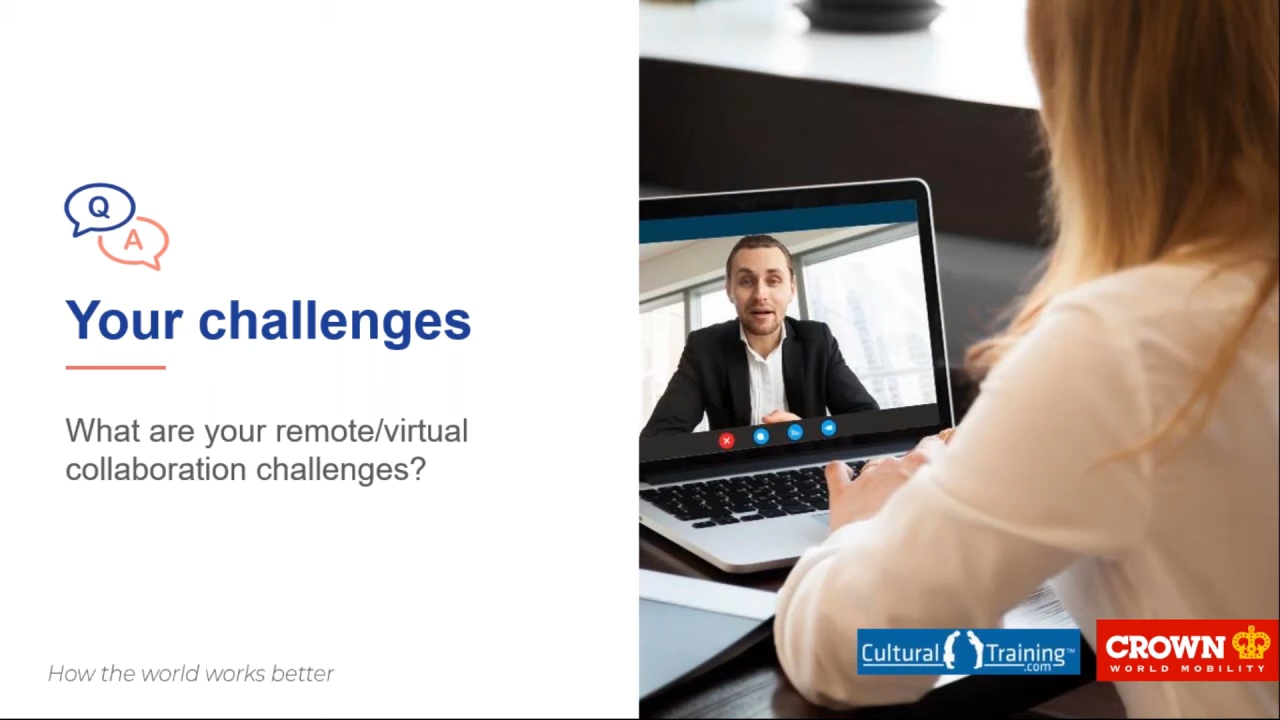 Q
A
Your challenges
What are your remote/virtual
collaboration challenges?
How the world works better
Cultural Training™
.com
CROWN
WORLD MOBILITY